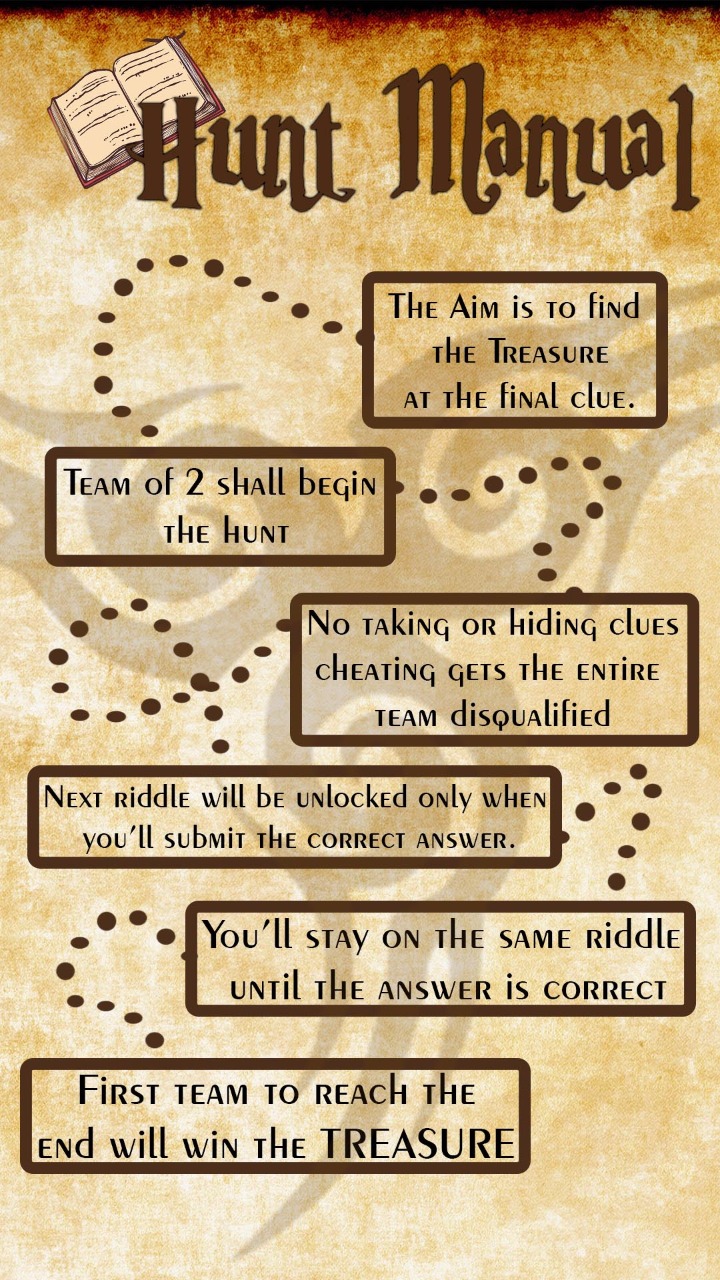 Hunt Manual
The Aim is to find
the Treasure
at the final clue.
Team of 2 shall begin
the hunt
No taking or hiding clues
cheating gets the entire
team disqualified
Next riddle will be unlocked only when
you'll submit the correct answer.
You'll stay on the same riddle
until the answer is correct
First team to reach the
end will win the TREASURE